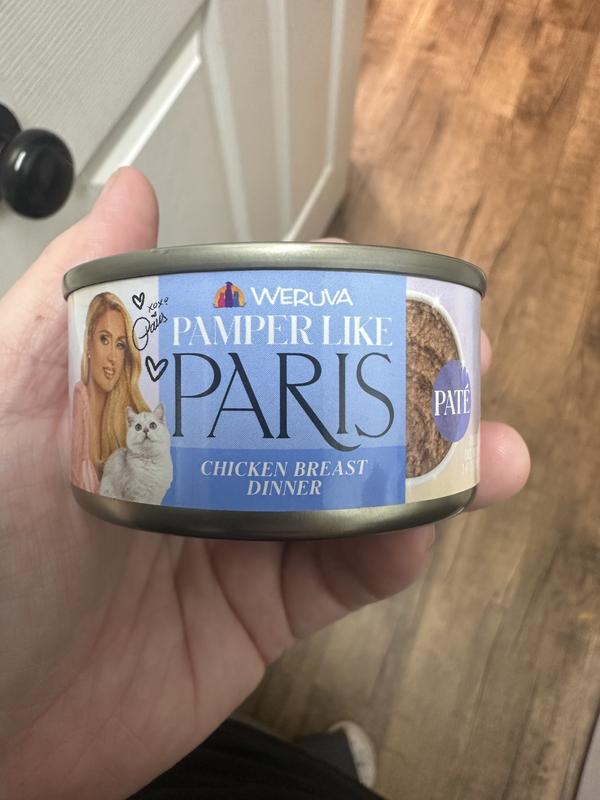 xoxo
Paris
WERUVA
PAMPER LIKE
PARIS
CHICKEN BREAST
DINNER
PATÉ